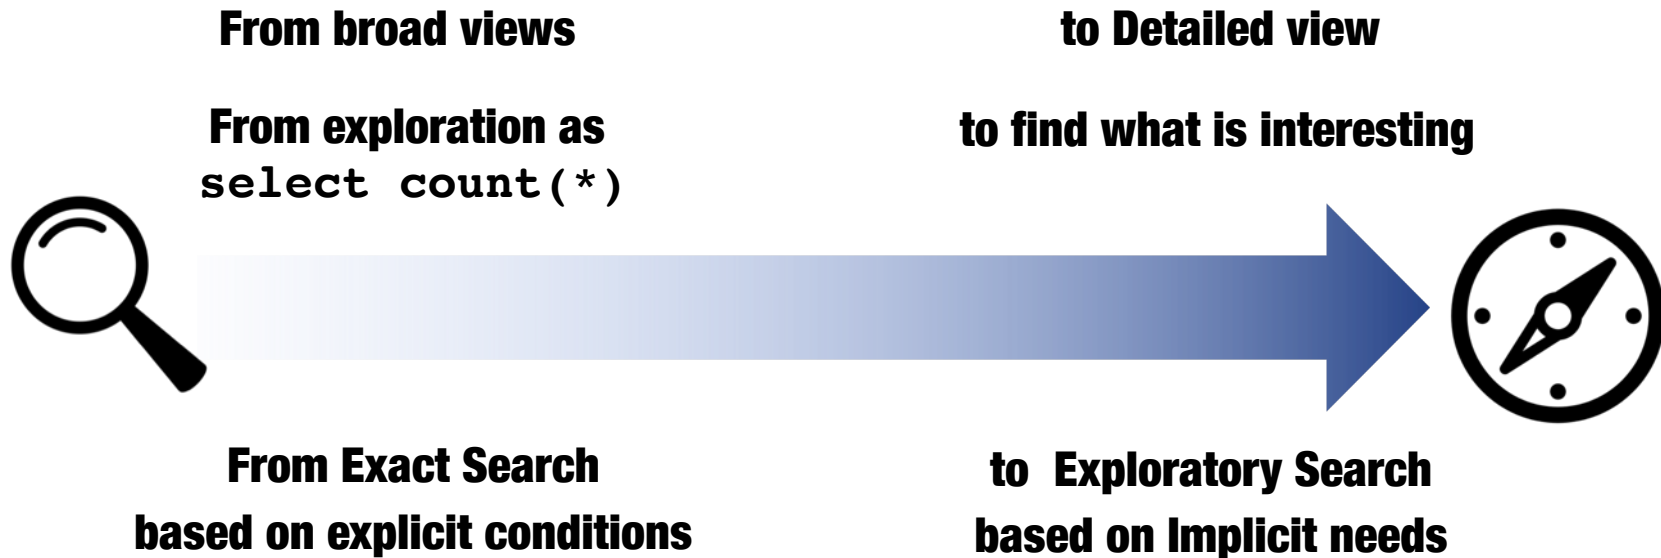 From broad views
to Detailed view
From exploration as
select count(*)
to find what is interesting
From Exact Search
based on explicit conditions
to Exploratory Search
based on Implicit needs